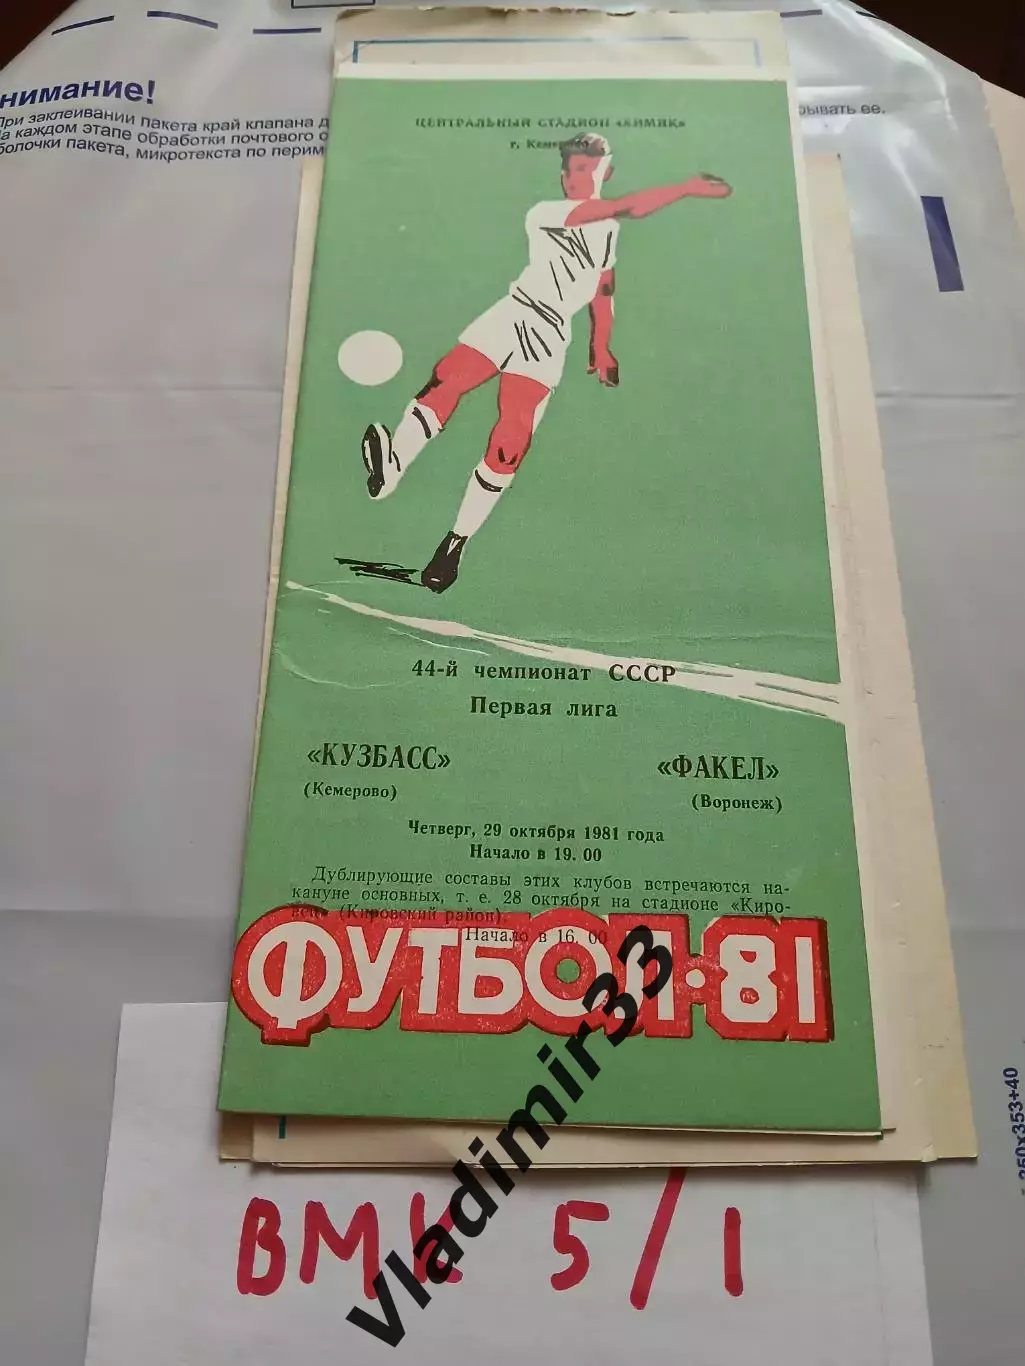 нимание!
При заклеивании пакета край клапана д
На каждом этапе обработки почтового о
болочки пакета, микротекста по перим
рывать ее.
ЦЕНТРАЛЬНЫЙ СТАДИОН «ХИМИК»
г. Кемерово
44-й чемпионат СССР
Первая лига
«КУЗБАСС»
(Кемерово)
«ФАКЕЛ»
(Воронеж)
Четверг, 29 октября 1981 года
Начало в 19. 00
Дублирующие составы этих клубов встречаются на-
кануне основных, т. е. 28 октября на стадионе «Киро-
вец» (Кировский район).
Начало в 16. 00
ФУТБОЛ·81
250х353+40
ВМК 5/1
Vladimir33